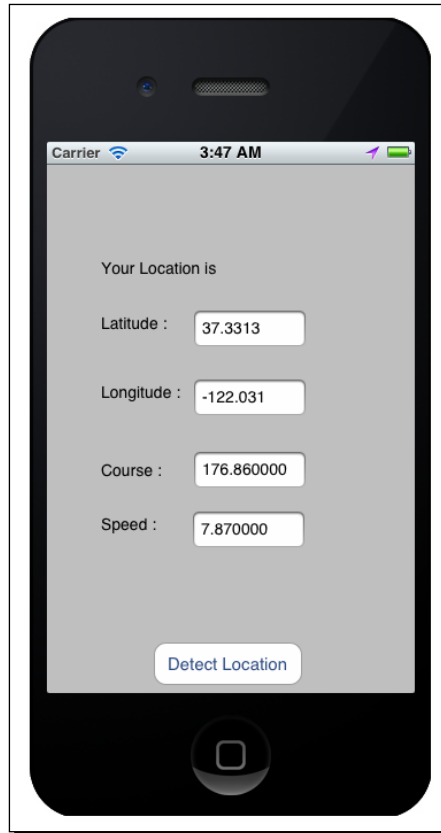 Carrier 3:47 AM
Your Location is
Latitude : 37.3313
Longitude : -122.031
Course : 176.860000
Speed : 7.870000
Detect Location